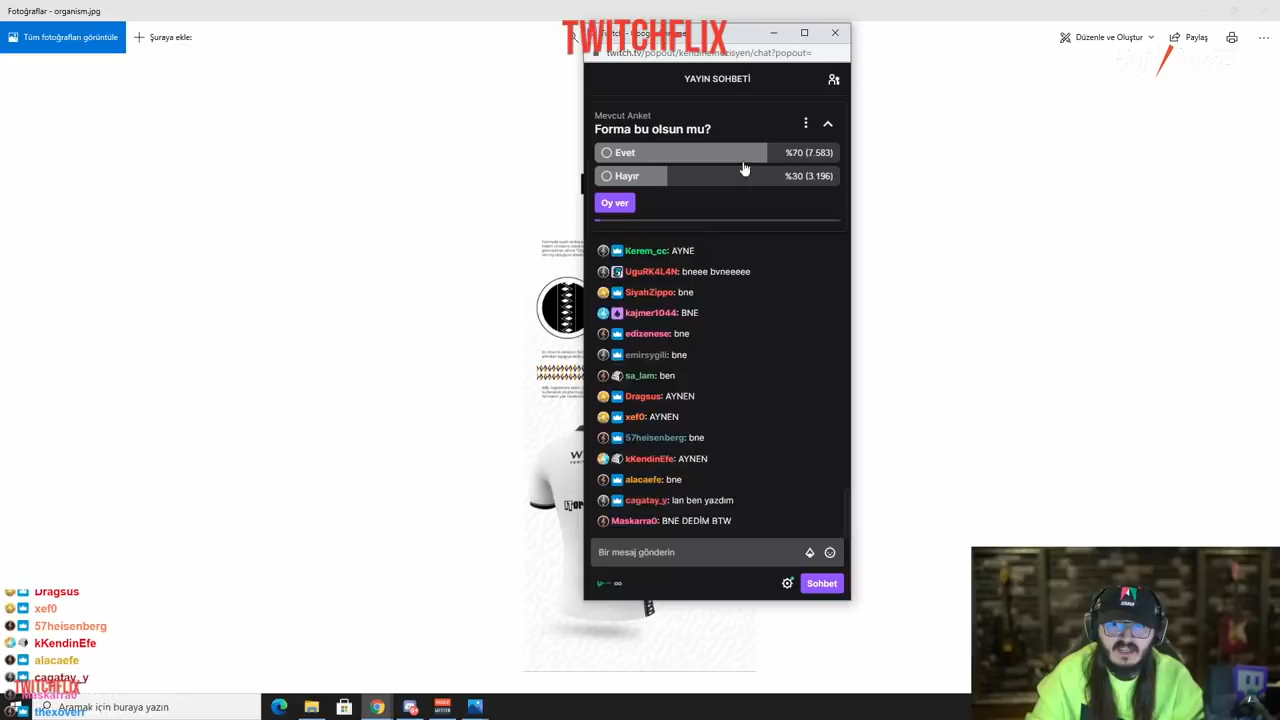 Fotoğraflar - organism.jpg
Tüm fotoğrafları görüntüle
Şuraya ekle:
TWITCHFLIX
Düzenle ve Oluştur
Paylaş
YAYIN SOHBETİ
Mevcut Anket
Forma bu olsun mu?
Evet %70 (7.583)
Hayır %30 (3.196)
Oy ver
Kerem_cc: AYNE
UguRK4L4N: bneee bvneeeee
SiyahZippo: bne
kajmer1044: BNE
edizenese: bne
emirsygili: bne
sa_lam: ben
Dragsus: AYNEN
xef0: AYNEN
57heisenberg: bne
kKendinEfe: AYNEN
alacaefe: bne
cagatay_y: lan ben yazdım
Maskarra0: BNE DEDİM BTW
Bir mesaj gönderin
Sohbet
Dragsus
xef0
57heisenberg
kKendinEfe
alacaefe
cagatay_y
TWITCHFLIX
Maskarra0
Aramak için buraya yazın
thexoverr